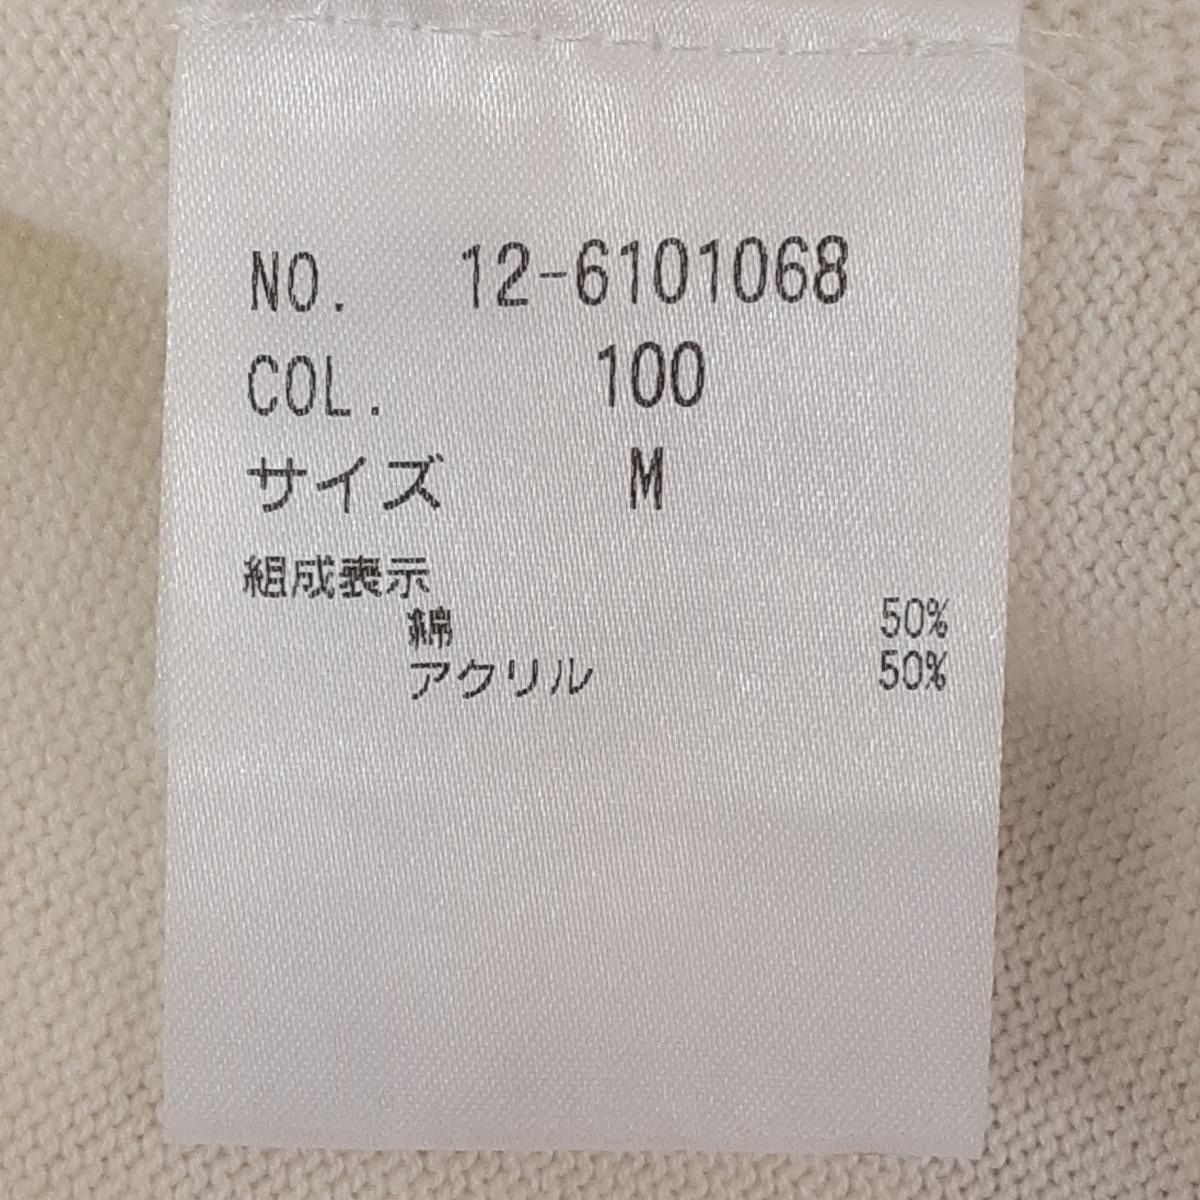 NO. 12-6101068
COL. 100
サイズ M
組成表示
綿 50%
アクリル 50%